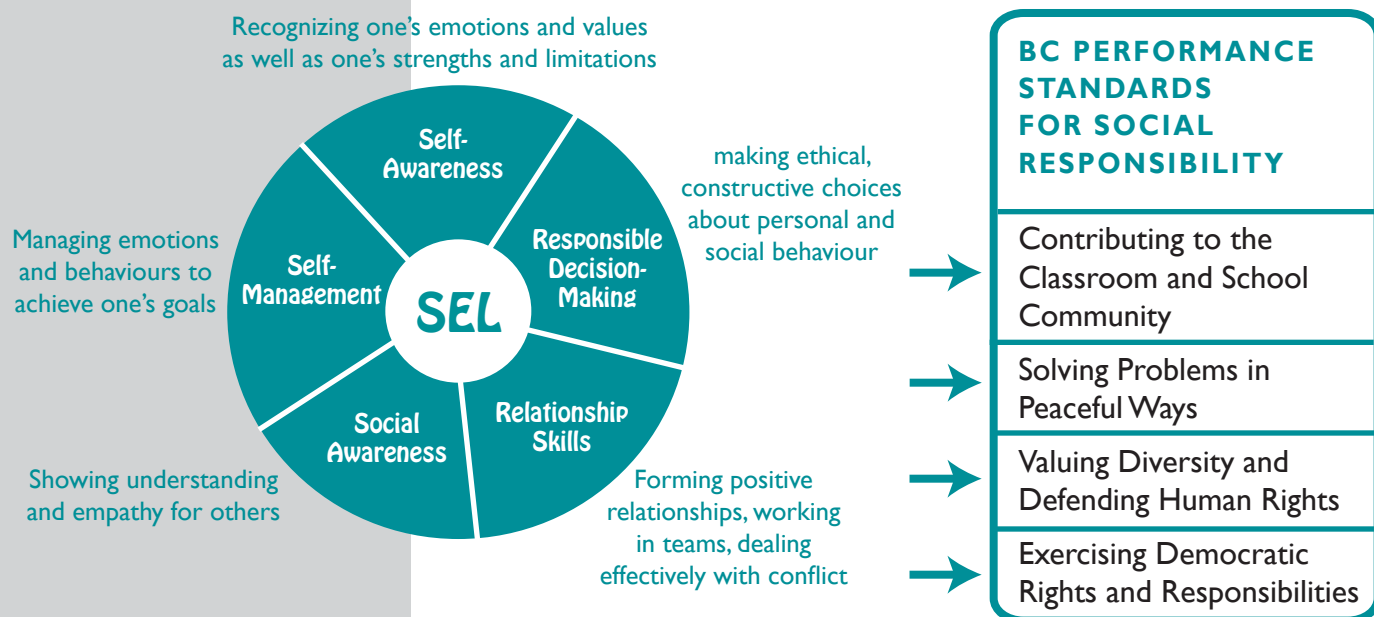 Recognizing one’s emotions and values
as well as one’s strengths and limitations
Self-
Awareness
making ethical,
constructive choices
about personal and
social behaviour
Responsible
Decision-
Making
Managing emotions
and behaviours to
achieve one’s goals
Self-
Management
SEL
Social
Awareness
Relationship
Skills
Showing understanding
and empathy for others
Forming positive
relationships, working
in teams, dealing
effectively with conflict
BC PERFORMANCE
STANDARDS
FOR SOCIAL
RESPONSIBILITY
Contributing to the
Classroom and School
Community
Solving Problems in
Peaceful Ways
Valuing Diversity and
Defending Human Rights
Exercising Democratic
Rights and Responsibilities